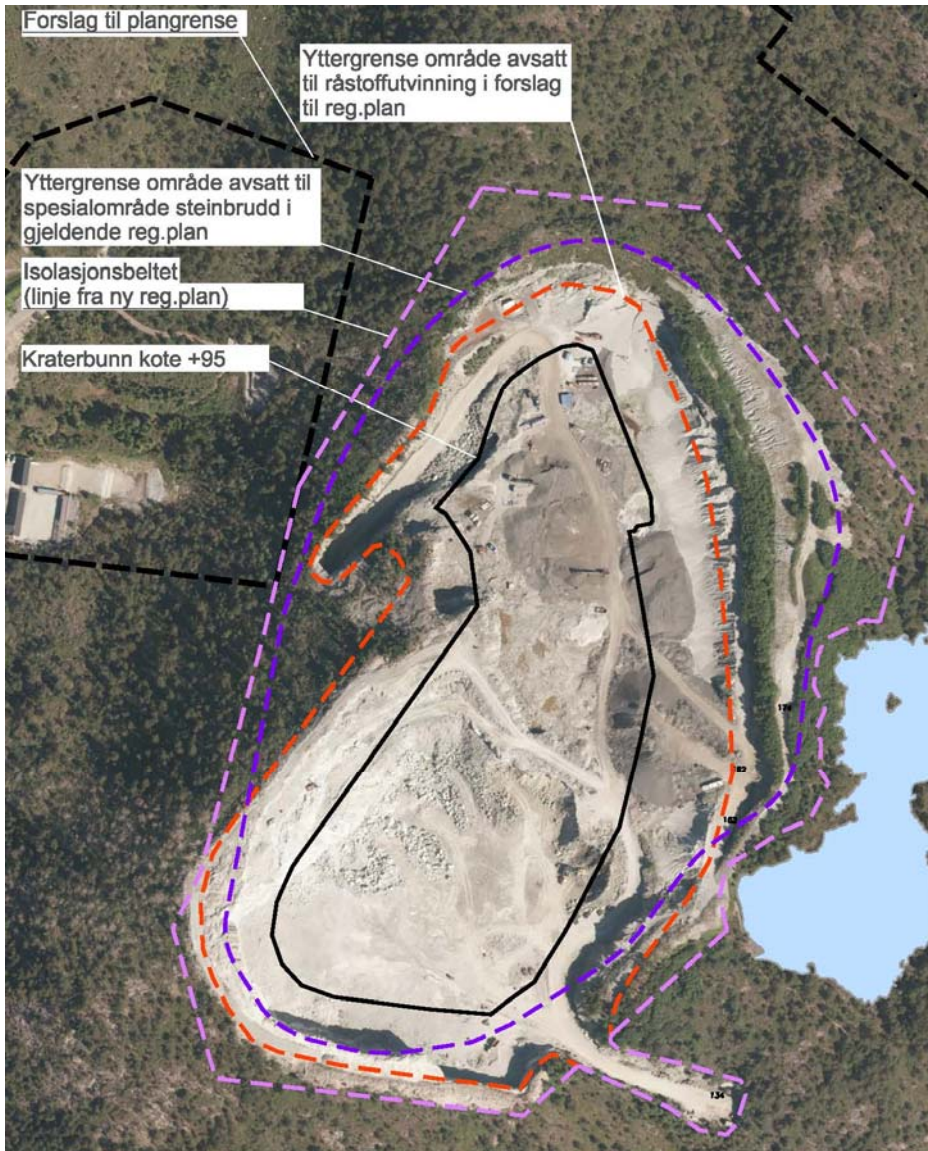 Forslag til plangrense
Yttergrense område avsatt
til råstoffutvinning i forslag
til reg.plan
Yttergrense område avsatt til
spesialområde steinbrudd i
gjeldende reg.plan
Isolasjonsbeltet
(linje fra ny reg.plan)
Kraterbunn kote +95
134